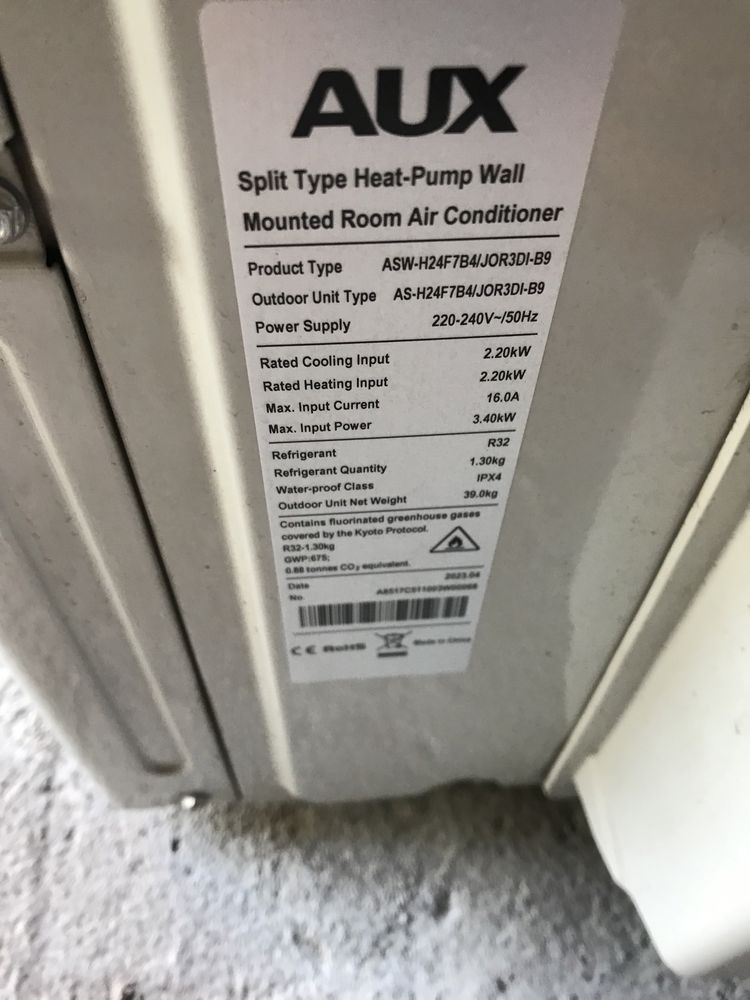 AUX
Split Type Heat-Pump Wall
Mounted Room Air Conditioner
Product Type ASW-H24F7B4/JOR3DI-B9
Outdoor Unit Type AS-H24F7B4/JOR3DI-B9
Power Supply 220-240V~/50Hz
Rated Cooling Input 2.20kW
Rated Heating Input 2.20kW
Max. Input Current 16.0A
Max. Input Power 3.40kW
Refrigerant R32
Refrigerant Quantity 1.30kg
Water-proof Class IPX4
Outdoor Unit Net Weight 39.0kg
Contains fluorinated greenhouse gases
covered by the Kyoto Protocol.
R32-1.30kg
GWP:675;
0.88 tonnes CO₂ equivalent.
Date 2023.04
No.
CE RoHS Made in China